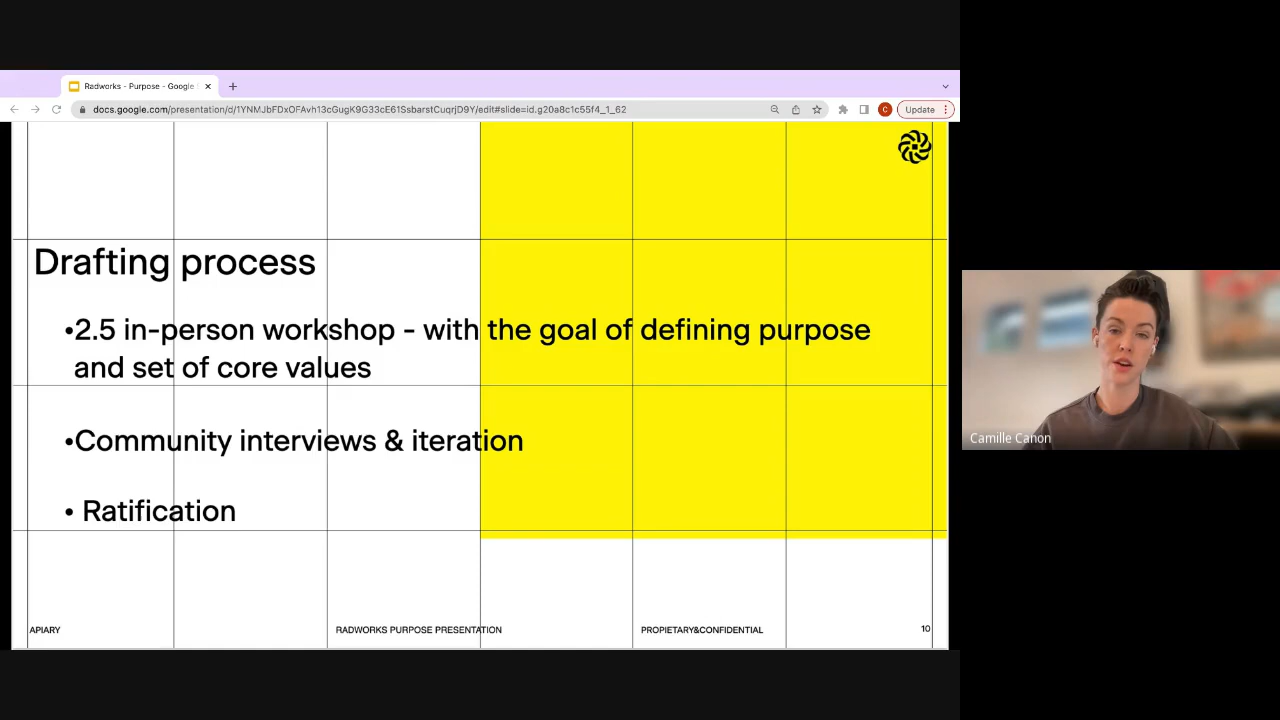 Radworks - Purpose - Google
docs.google.com/presentation/d/1YNMJbFDxOFAvh13cGugK9G33cE61SsbarstCuqrjD9Y/edit#slide=id.g20a8c1c55f4_1_62
C
Update
Drafting process
•2.5 in-person workshop - with the goal of defining purpose
and set of core values
•Community interviews & iteration
• Ratification
Camille Canon
APIARY
RADWORKS PURPOSE PRESENTATION
PROPIETARY&CONFIDENTIAL
10